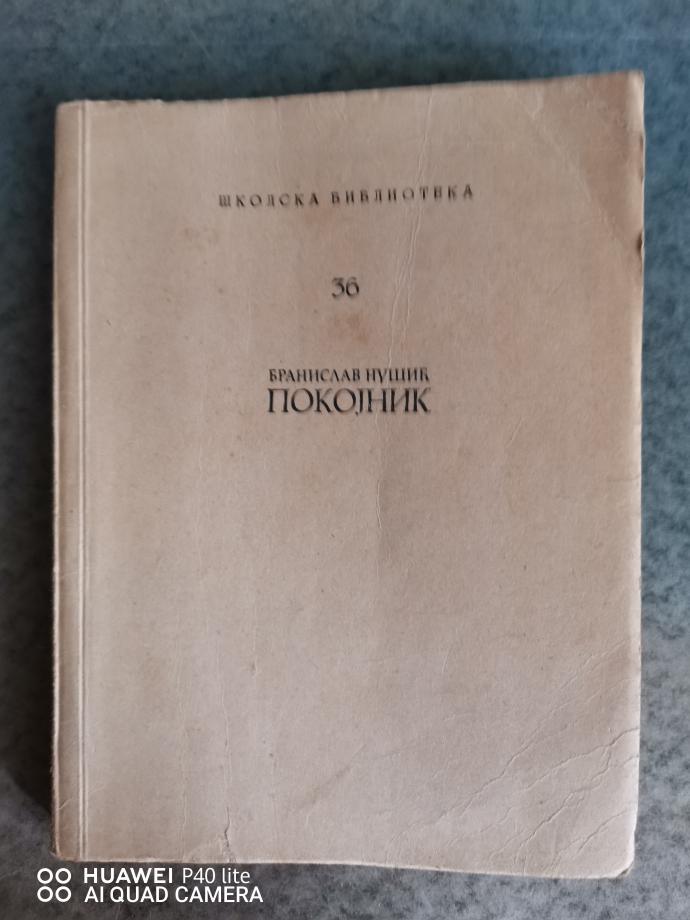 ШКОЛСКА БИБЛИОТЕКА
36
БРАНИСЛАВ НУШИЋ
ПОКОЈНИК
HUAWEI P40 lite
AI QUAD CAMERA